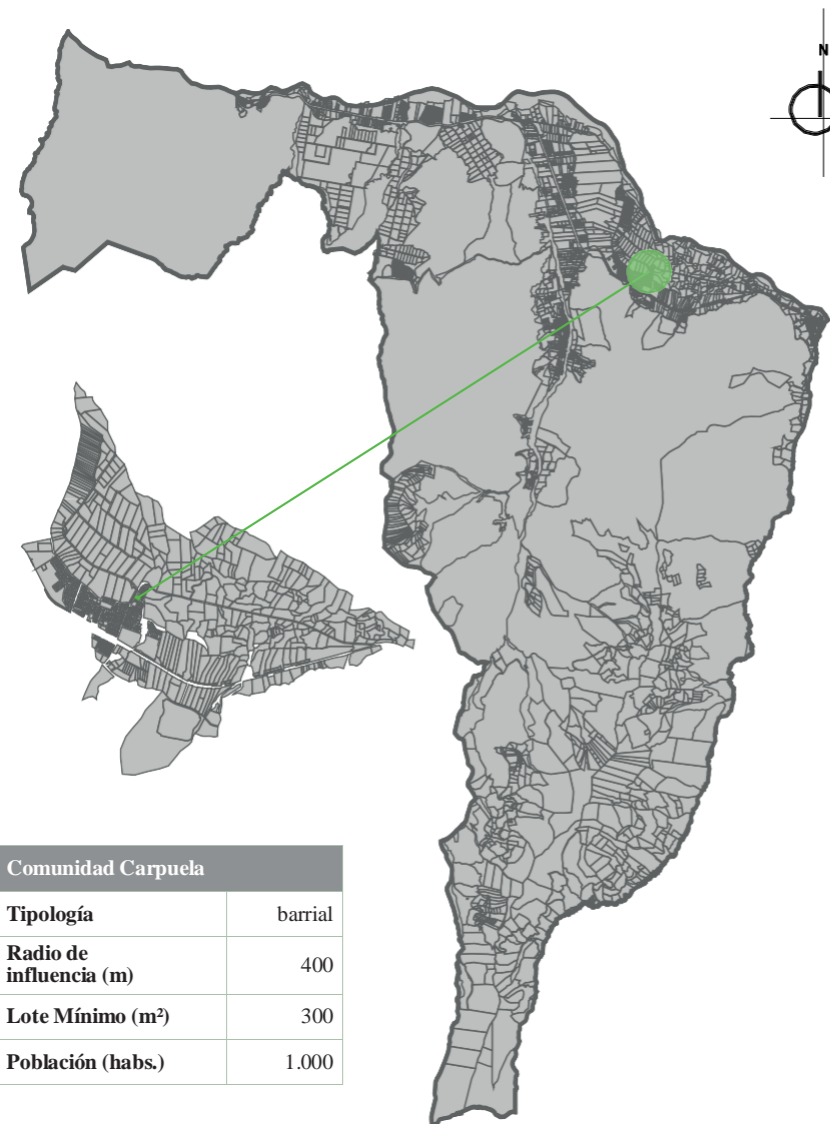 N
Comunidad Carpuela
Tipología barrial
Radio de
influencia (m) 400
Lote Mínimo (m²) 300
Población (habs.) 1.000